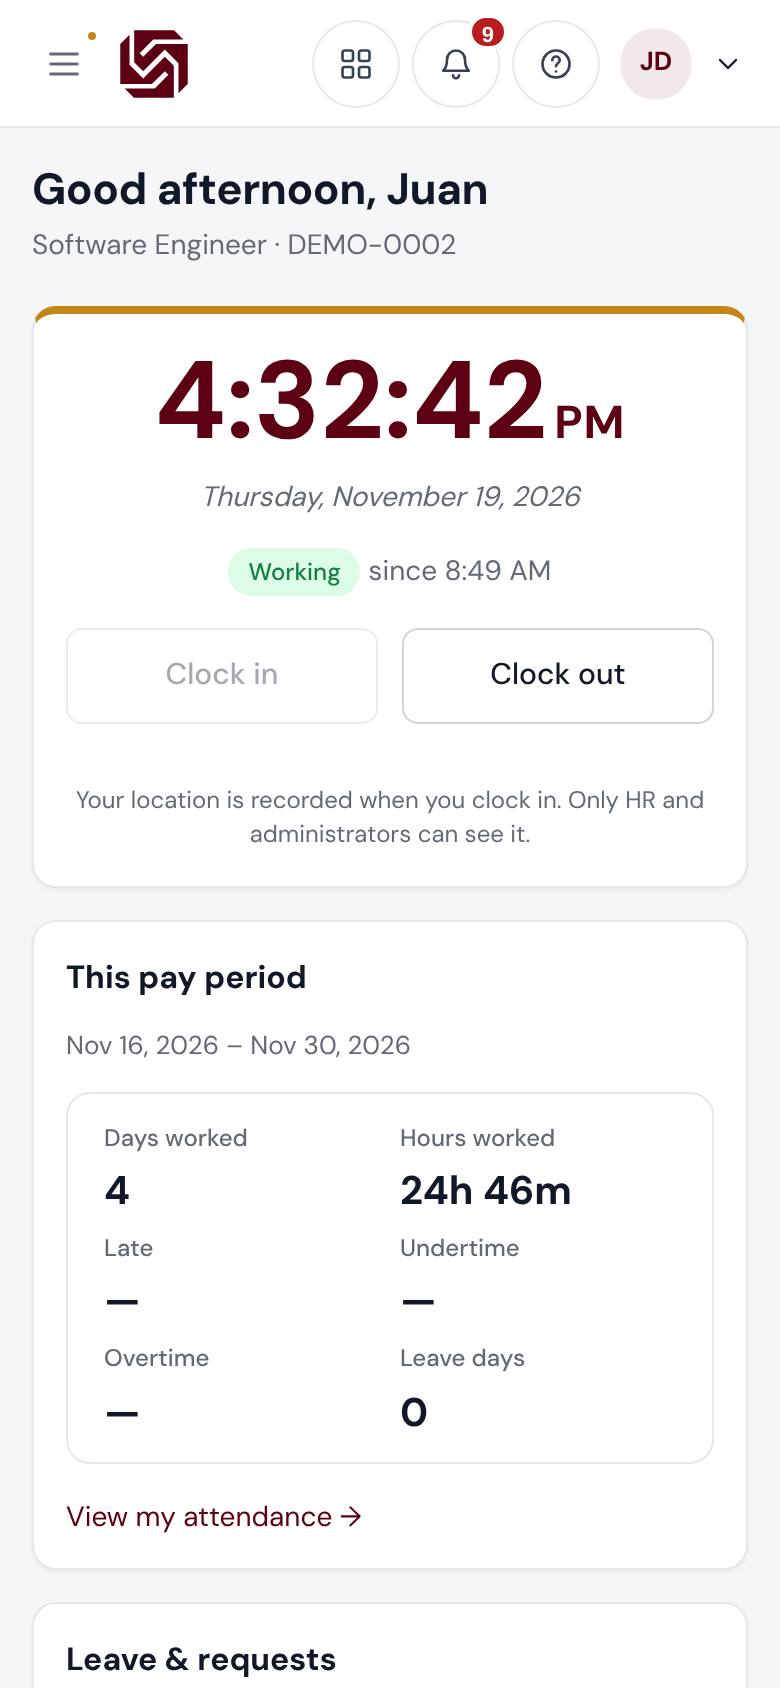 9
JD
Good afternoon, Juan
Software Engineer · DEMO-0002
4:32:42 PM
Thursday, November 19, 2026
Working since 8:49 AM
Clock in
Clock out
Your location is recorded when you clock in. Only HR and
administrators can see it.
This pay period
Nov 16, 2026 – Nov 30, 2026
Days worked
Hours worked
4
24h 46m
Late
Undertime
—
—
Overtime
Leave days
—
0
View my attendance →
Leave & requests